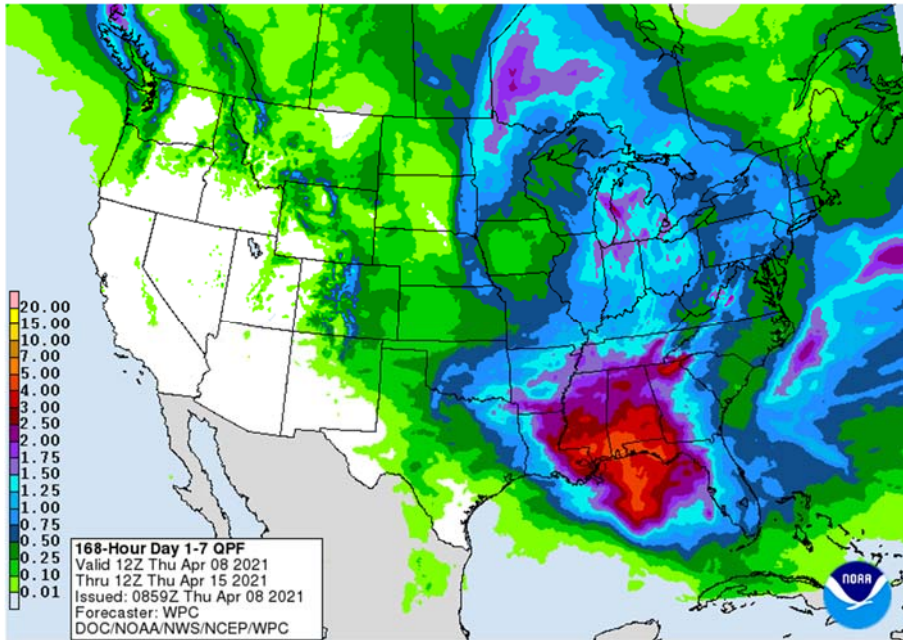 20.00
15.00
10.00
7.00
5.00
4.00
3.00
2.50
2.00
1.75
1.50
1.25
1.00
0.75
0.50
0.25
0.10
0.01
168-Hour Day 1-7 QPF
Valid 12Z Thu Apr 08 2021
Thru 12Z Thu Apr 15 2021
Issued: 0859Z Thu Apr 08 2021
Forecaster: WPC
DOC/NOAA/NWS/NCEP/WPC
NOAA